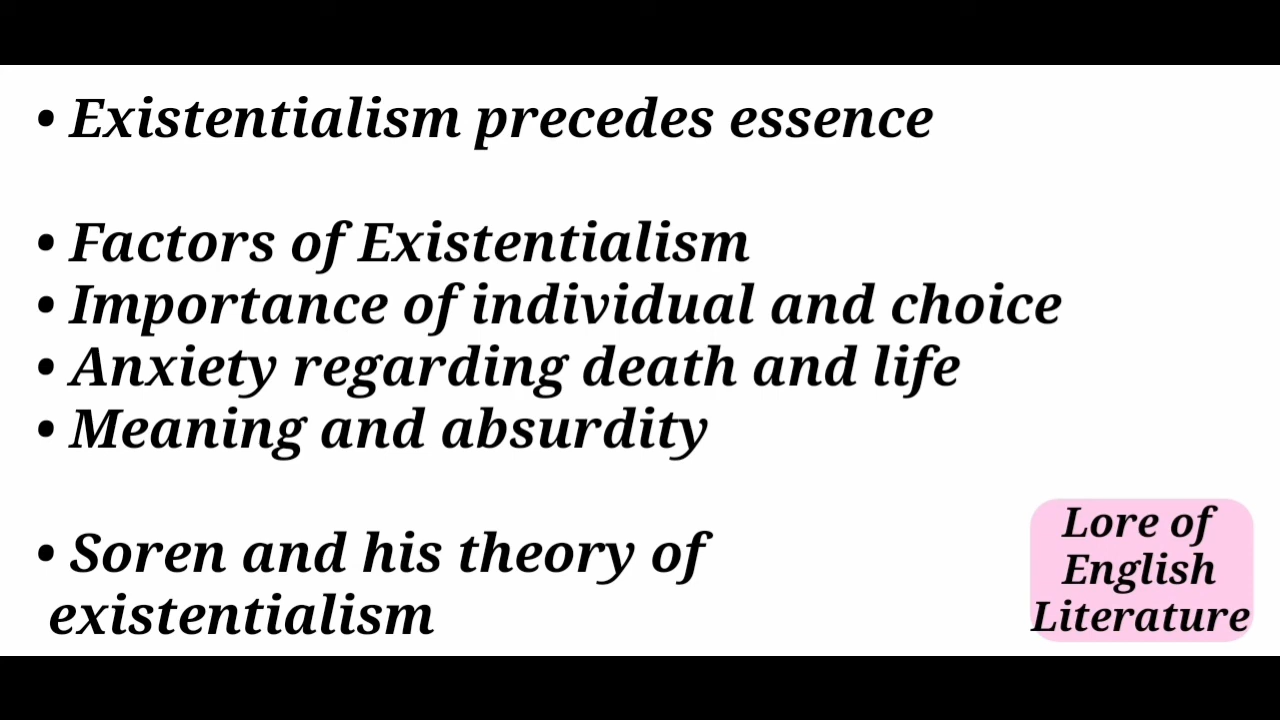 • Existentialism precedes essence
• Factors of Existentialism
• Importance of individual and choice
• Anxiety regarding death and life
• Meaning and absurdity
• Soren and his theory of
existentialism
Lore of
English
Literature